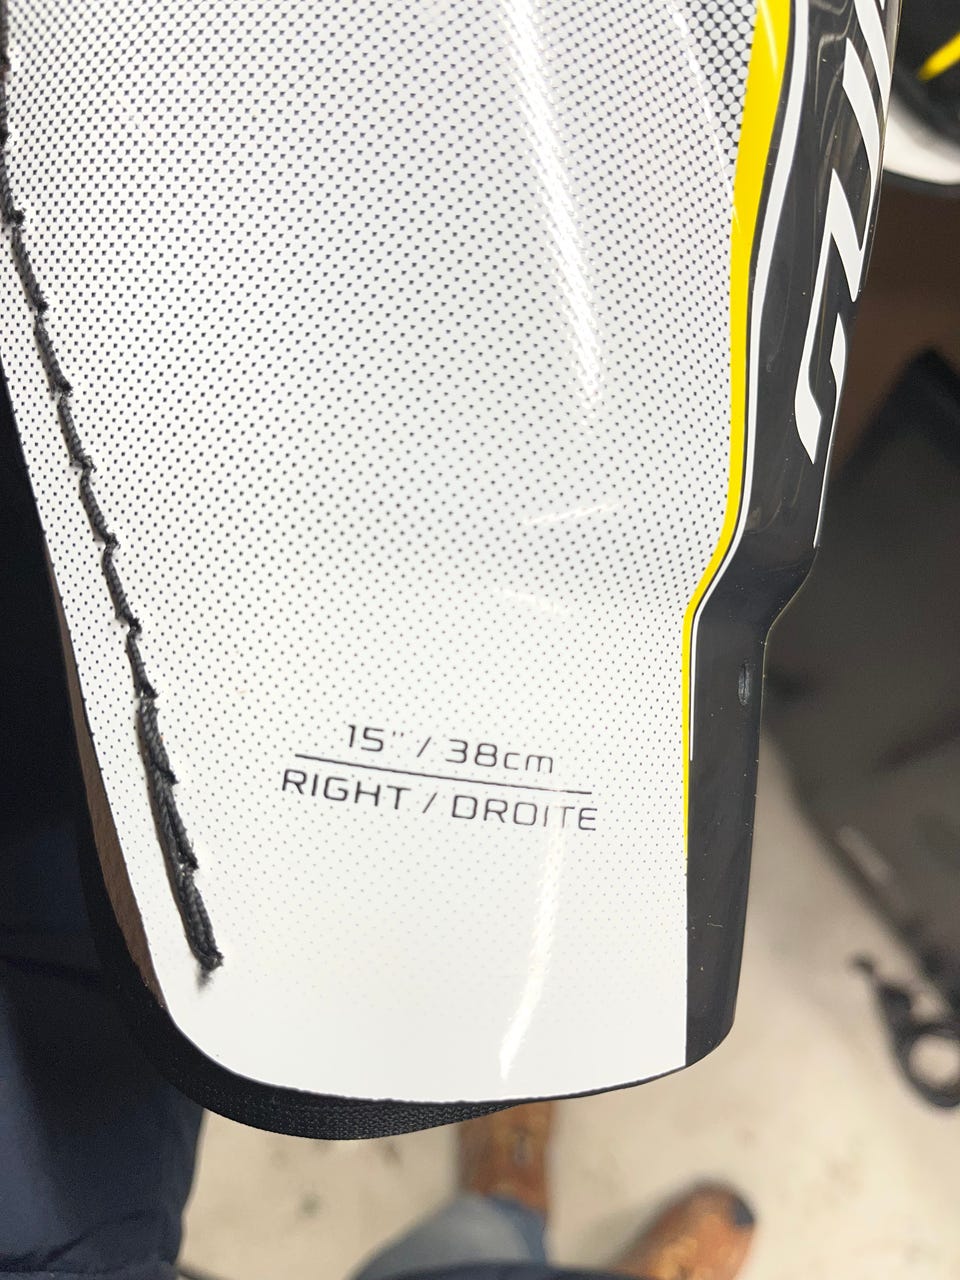 15" / 38cm
RIGHT / DROITE